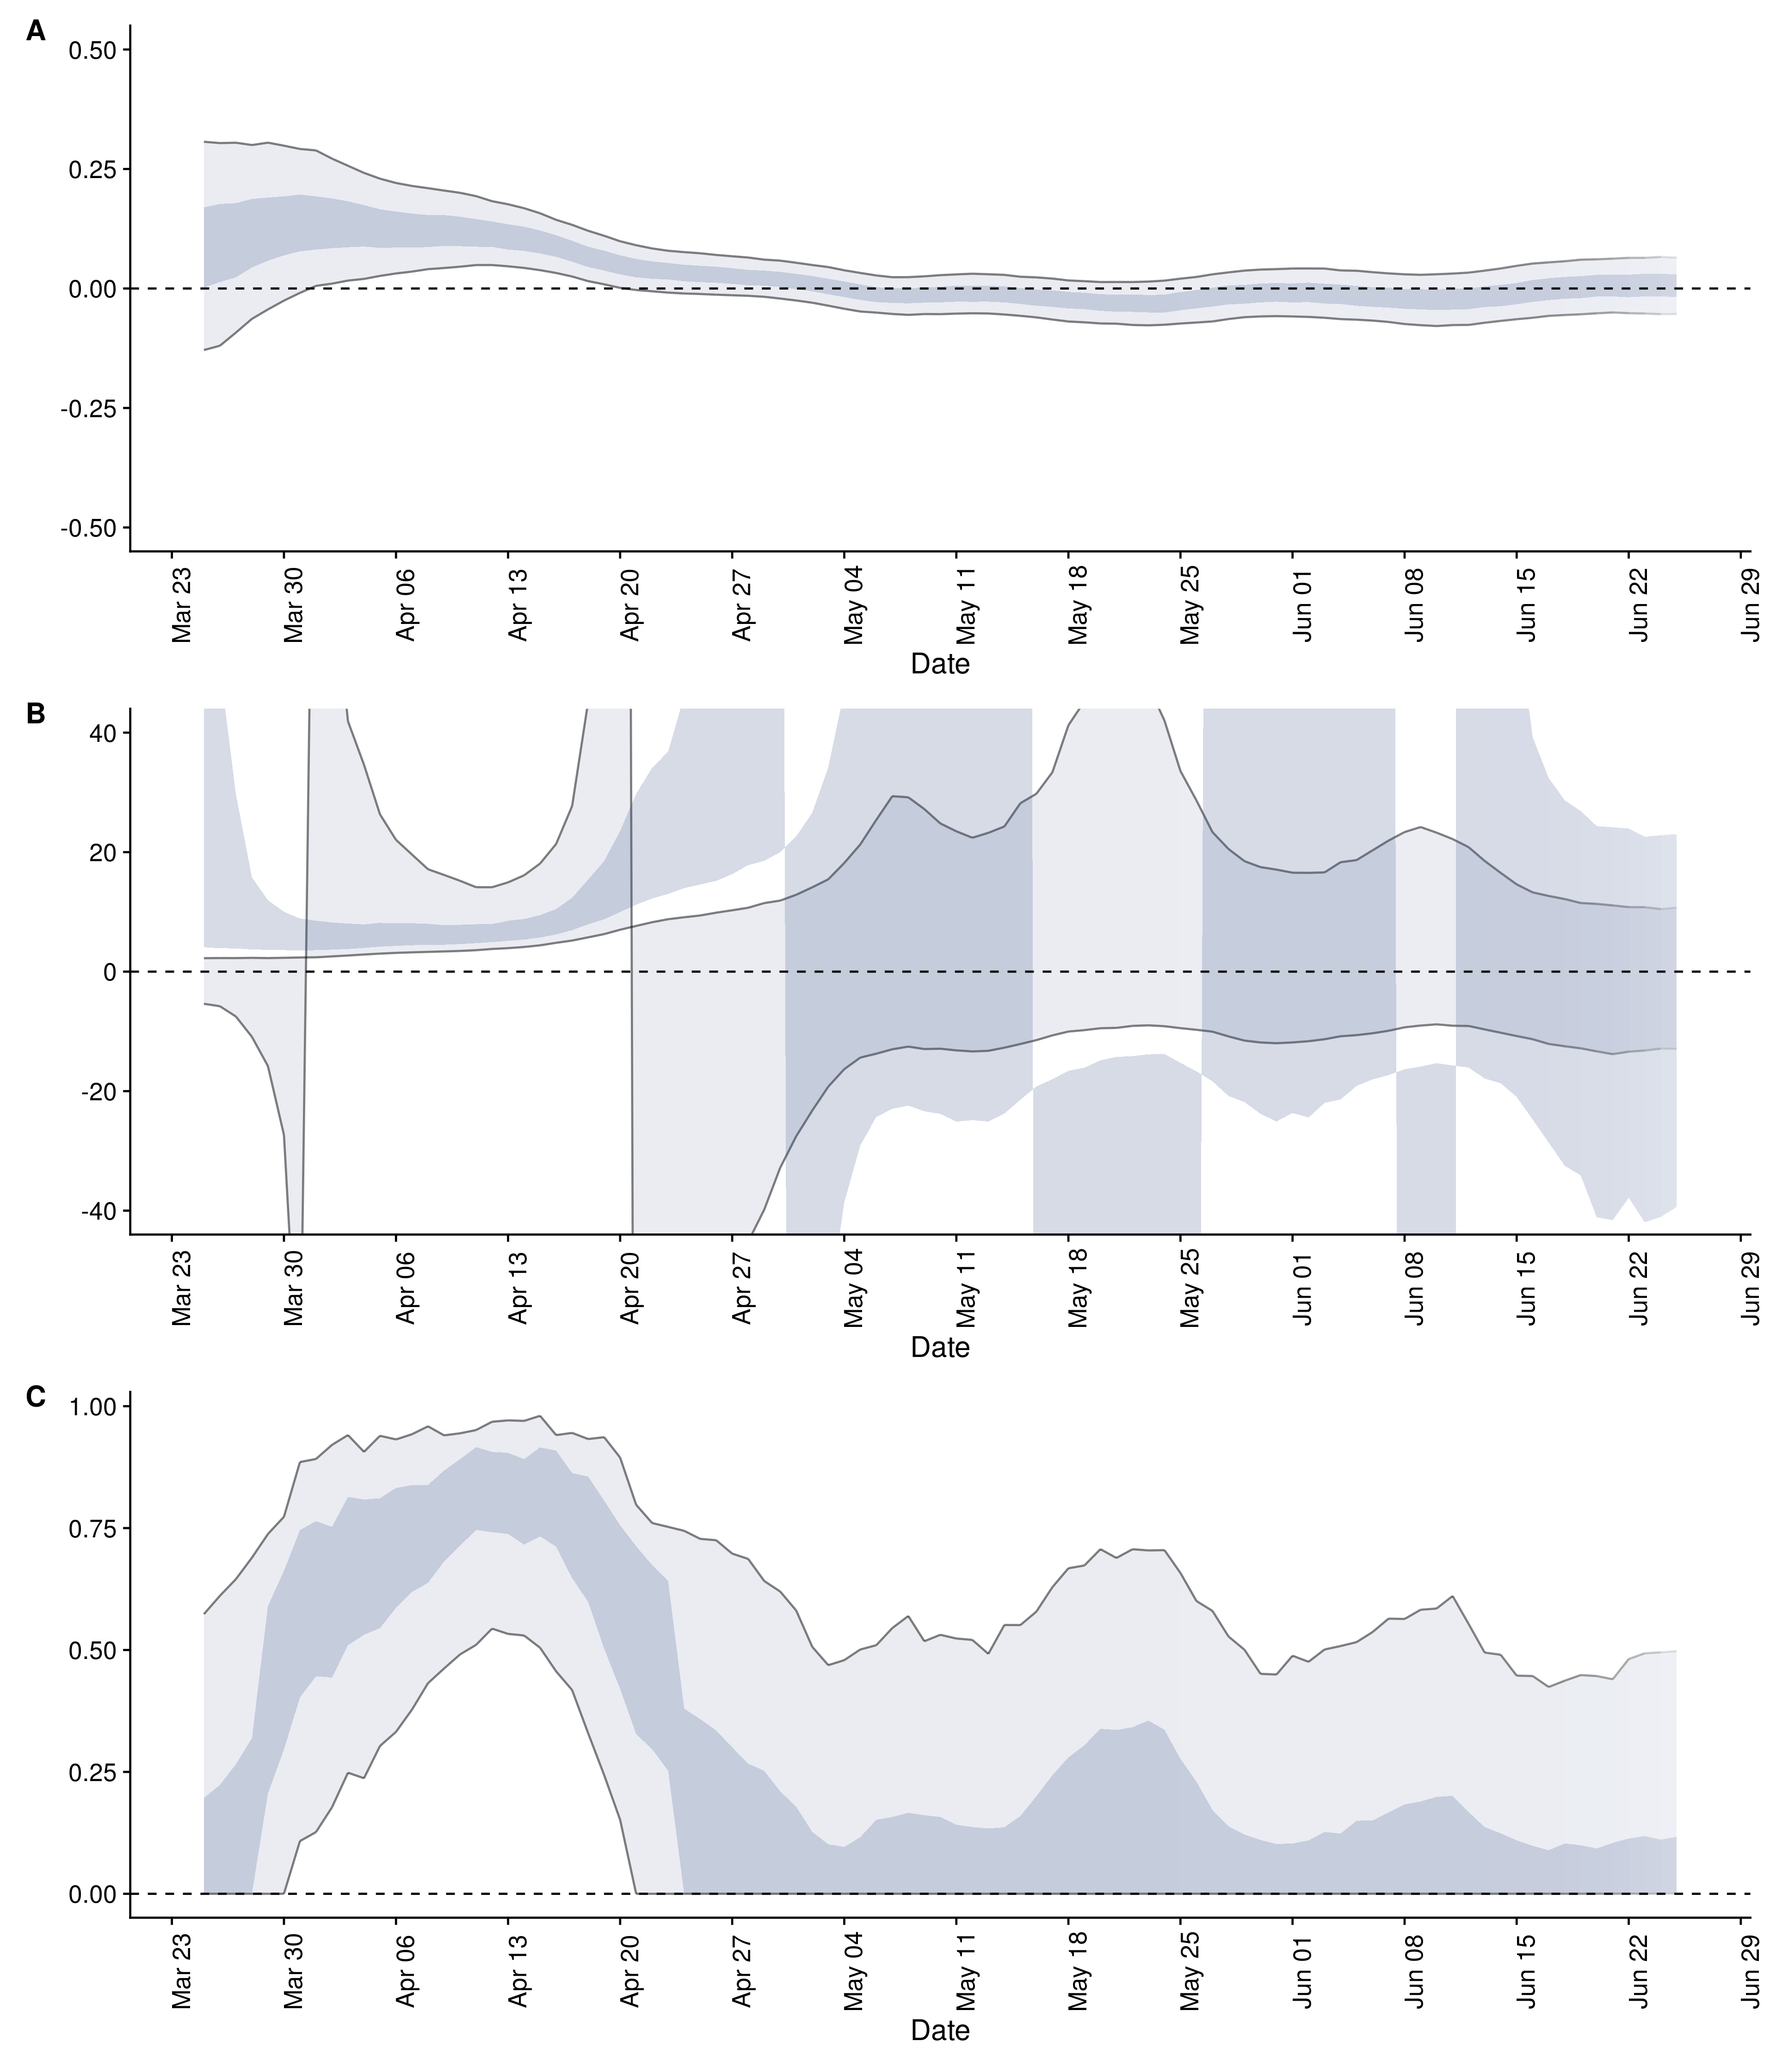 A
0.50
0.25
0.00
-0.25
-0.50
Mar 23
Mar 30
Apr 06
Apr 13
Apr 20
Apr 27
May 04
May 11
May 18
May 25
Jun 01
Jun 08
Jun 15
Jun 22
Jun 29
Date
B
40
20
0
-20
-40
Mar 23
Mar 30
Apr 06
Apr 13
Apr 20
Apr 27
May 04
May 11
May 18
May 25
Jun 01
Jun 08
Jun 15
Jun 22
Jun 29
Date
C
1.00
0.75
0.50
0.25
0.00
Mar 23
Mar 30
Apr 06
Apr 13
Apr 20
Apr 27
May 04
May 11
May 18
May 25
Jun 01
Jun 08
Jun 15
Jun 22
Jun 29
Date